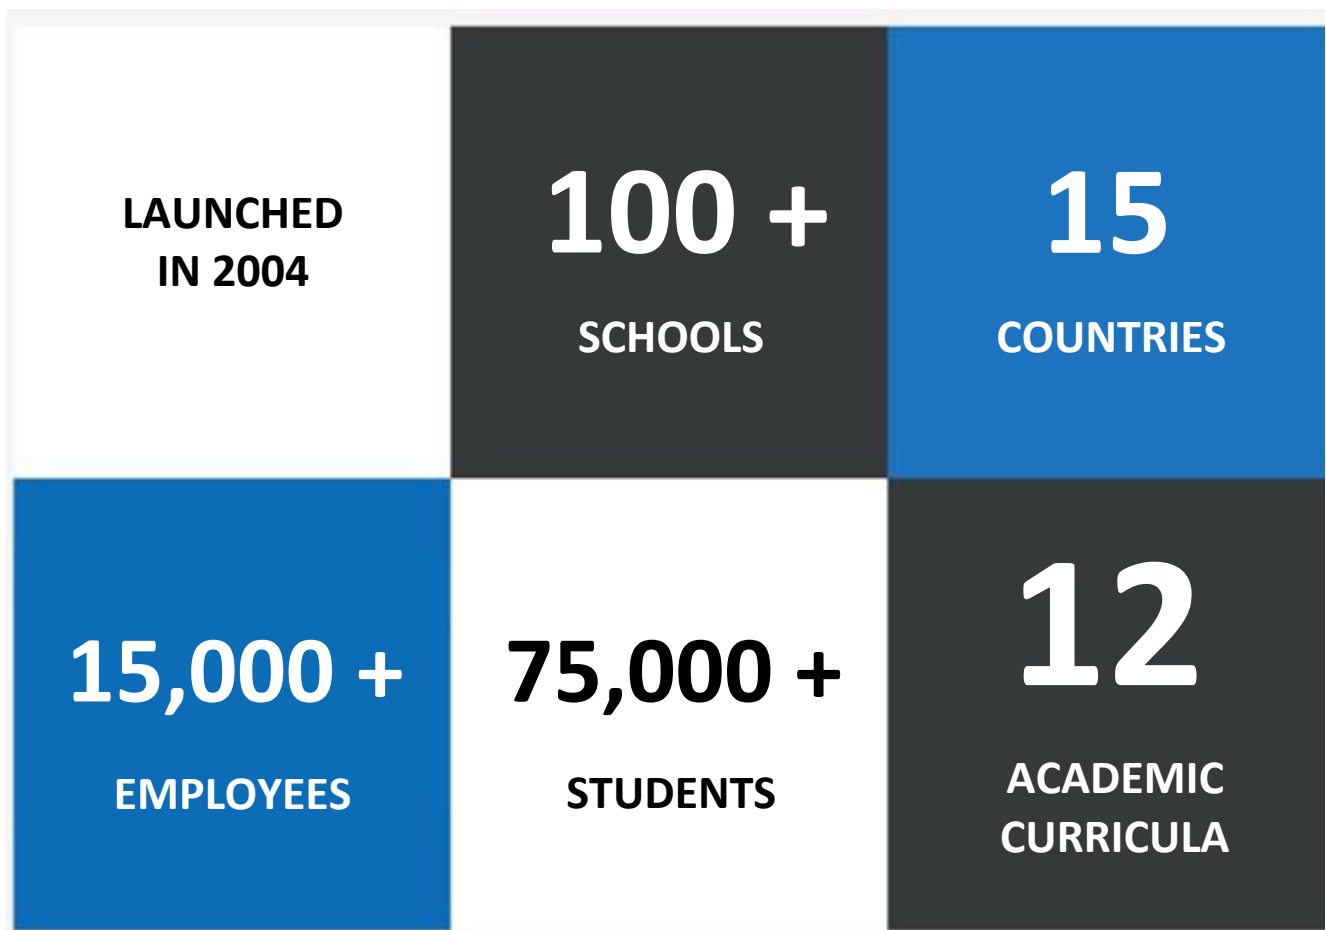 LAUNCHED
IN 2004
100 +
SCHOOLS
15
COUNTRIES
15,000 +
EMPLOYEES
75,000 +
STUDENTS
12
ACADEMIC
CURRICULA